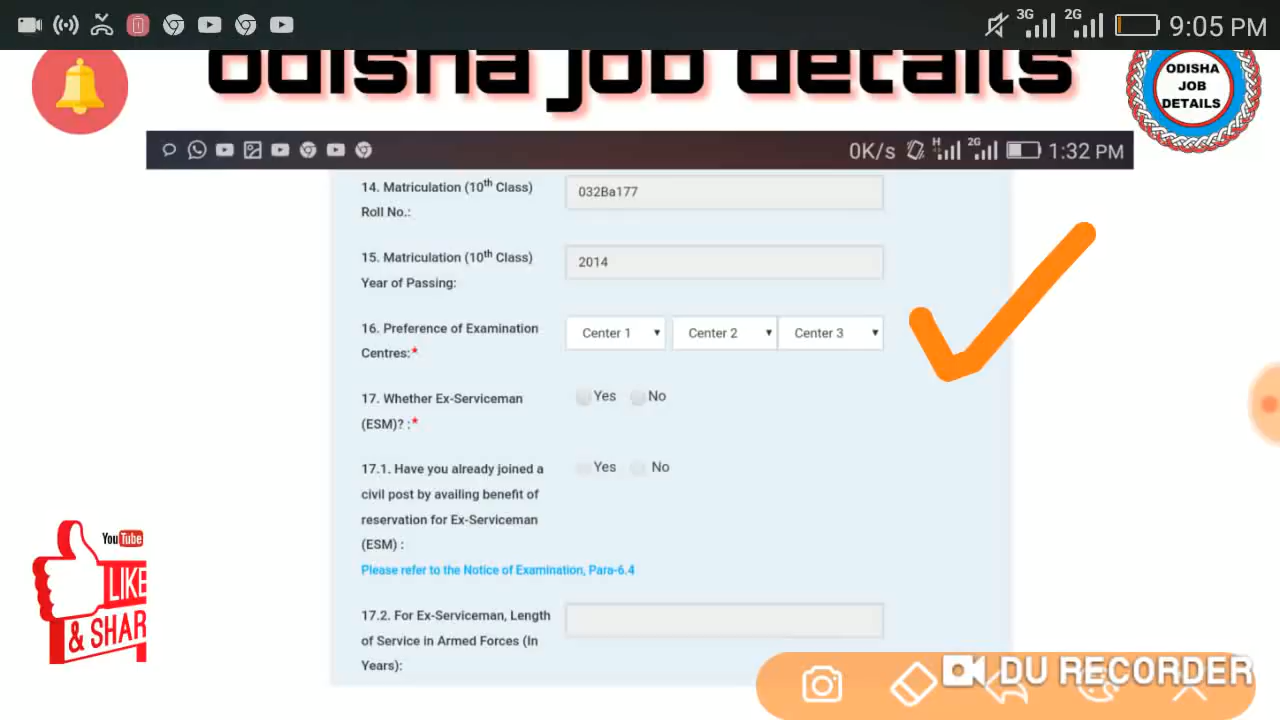 3G 2G 9:05 PM
odisha job details
ODISHA
JOB
DETAILS
0K/s H 2G 1:32 PM
14. Matriculation (10th Class)
Roll No.:
032Ba177
15. Matriculation (10th Class)
Year of Passing:
2014
16. Preference of Examination
Centres:*
Center 1 Center 2 Center 3
17. Whether Ex-Serviceman
(ESM)? :*
Yes No
17.1. Have you already joined a
civil post by availing benefit of
reservation for Ex-Serviceman
(ESM) :
Yes No
Please refer to the Notice of Examination, Para-6.4
17.2. For Ex-Serviceman, Length
of Service in Armed Forces (In
Years):
YouTube
LIKE
& SHAR
DU RECORDER